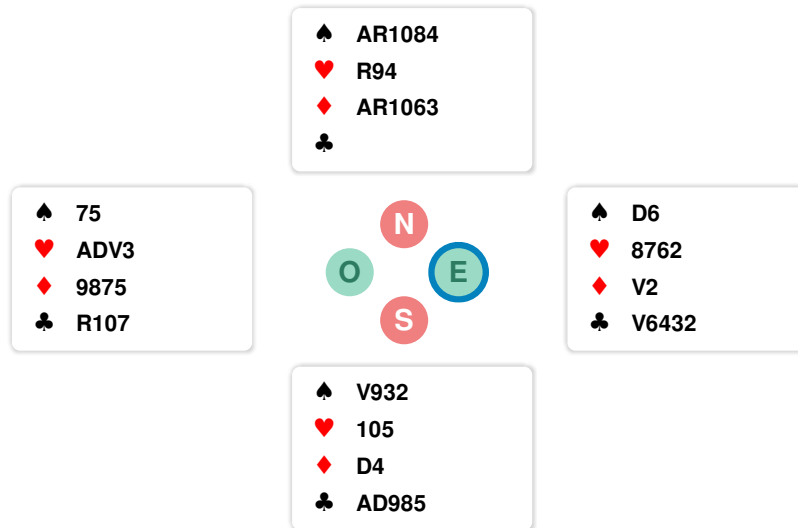 ♠ AR1084
♥ R94
♦ AR1063
♣
♠ 75
♥ ADV3
♦ 9875
♣ R107
N
O E
S
♠ D6
♥ 8762
♦ V2
♣ V6432
♠ V932
♥ 105
♦ D4
♣ AD985